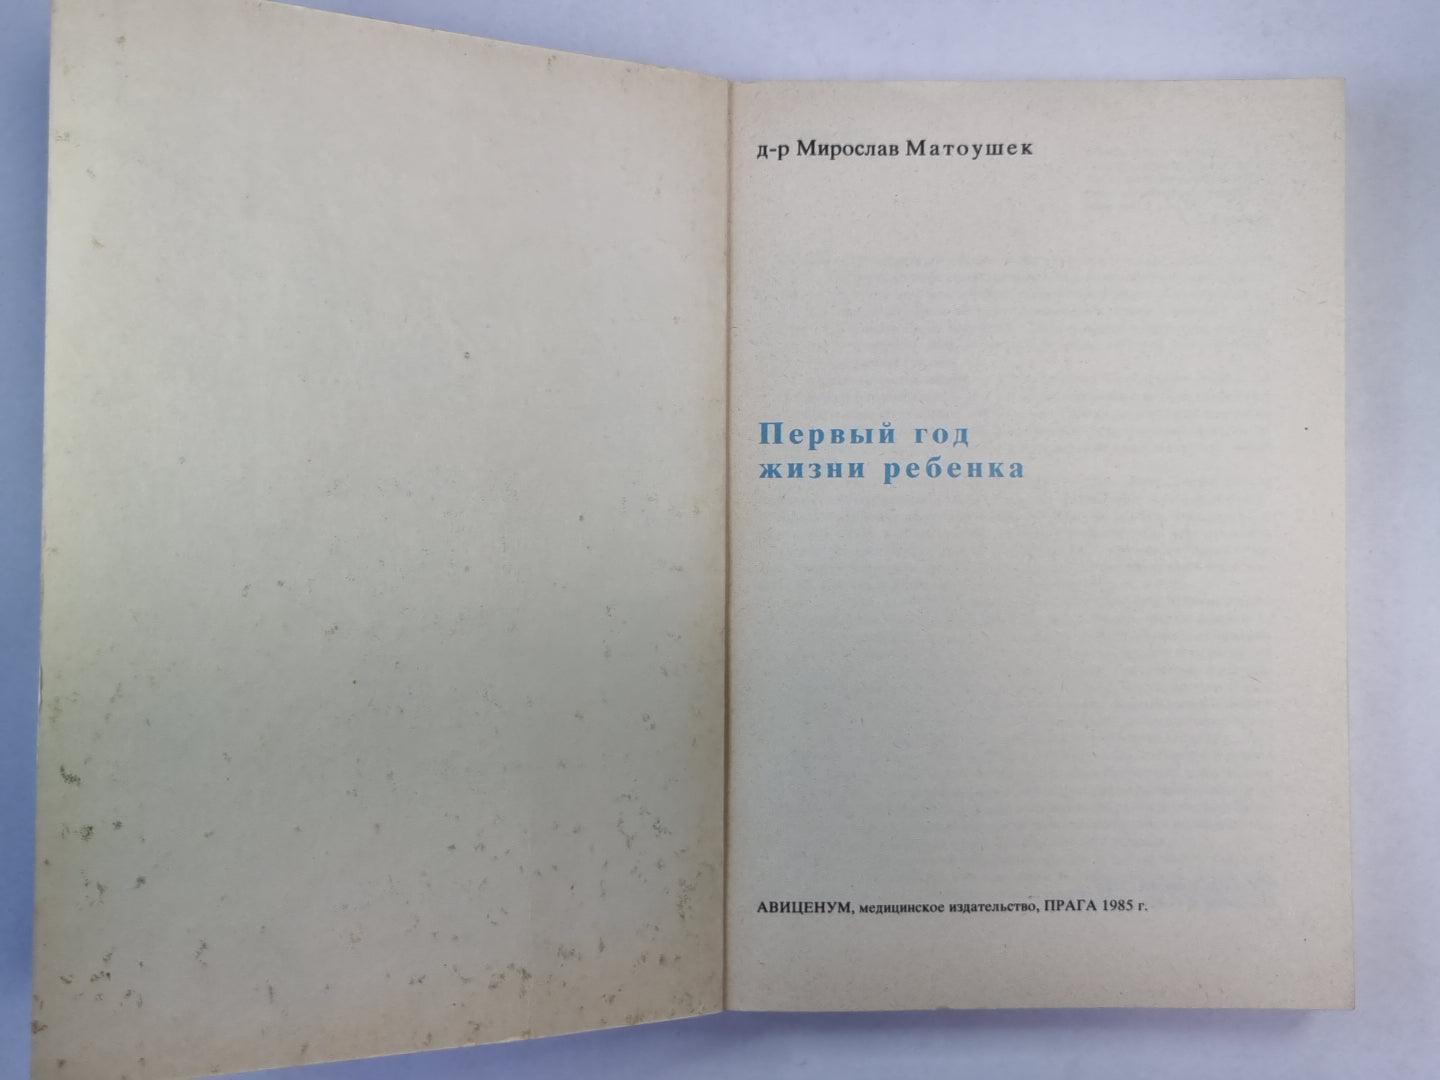 д-р Мирослав Матоушек
Первый год
жизни ребенка
АВИЦЕНУМ, медицинское издательство, ПРАГА 1985 г.